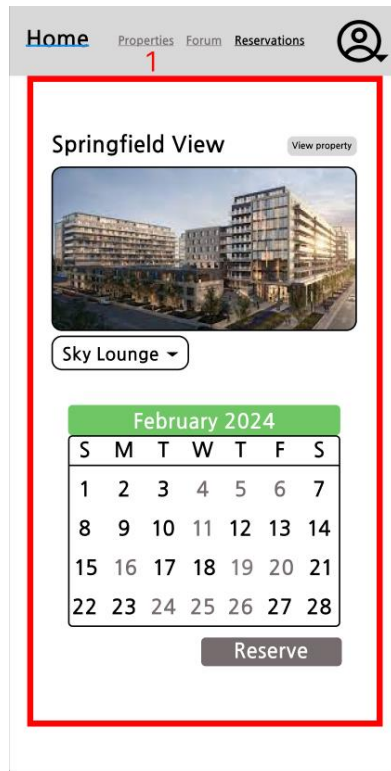 Home Properties Forum Reservations
1
Springfield View View property
Sky Lounge
February 2024
S M T W T F S
1 2 3 4 5 6 7
8 9 10 11 12 13 14
15 16 17 18 19 20 21
22 23 24 25 26 27 28
Reserve